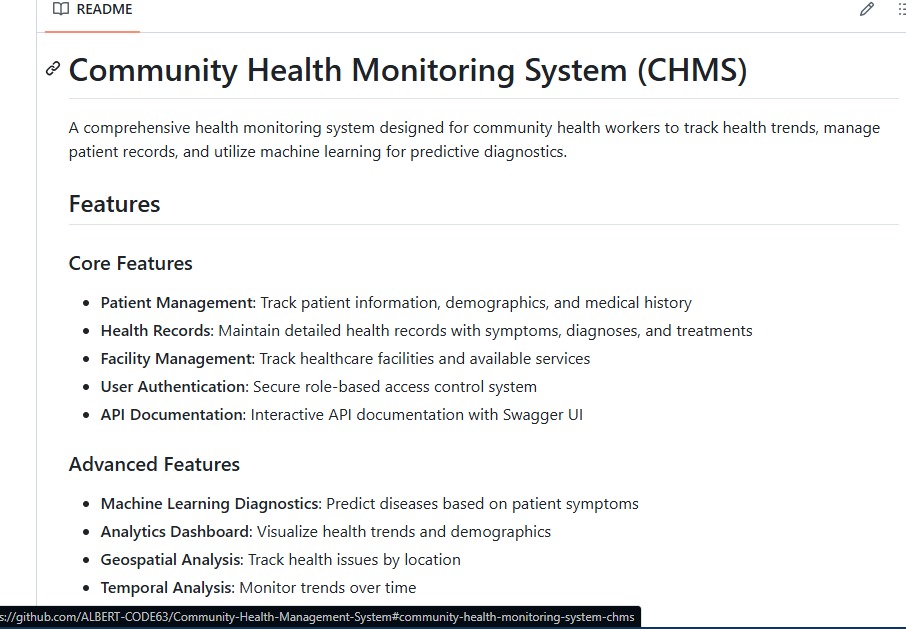 README
Community Health Monitoring System (CHMS)
A comprehensive health monitoring system designed for community health workers to track health trends, manage
patient records, and utilize machine learning for predictive diagnostics.
Features
Core Features
Patient Management: Track patient information, demographics, and medical history
Health Records: Maintain detailed health records with symptoms, diagnoses, and treatments
Facility Management: Track healthcare facilities and available services
User Authentication: Secure role-based access control system
API Documentation: Interactive API documentation with Swagger UI
Advanced Features
Machine Learning Diagnostics: Predict diseases based on patient symptoms
Analytics Dashboard: Visualize health trends and demographics
Geospatial Analysis: Track health issues by location
Temporal Analysis: Monitor trends over time
s://github.com/ALBERT-CODE63/Community-Health-Management-System#community-health-monitoring-system-chms